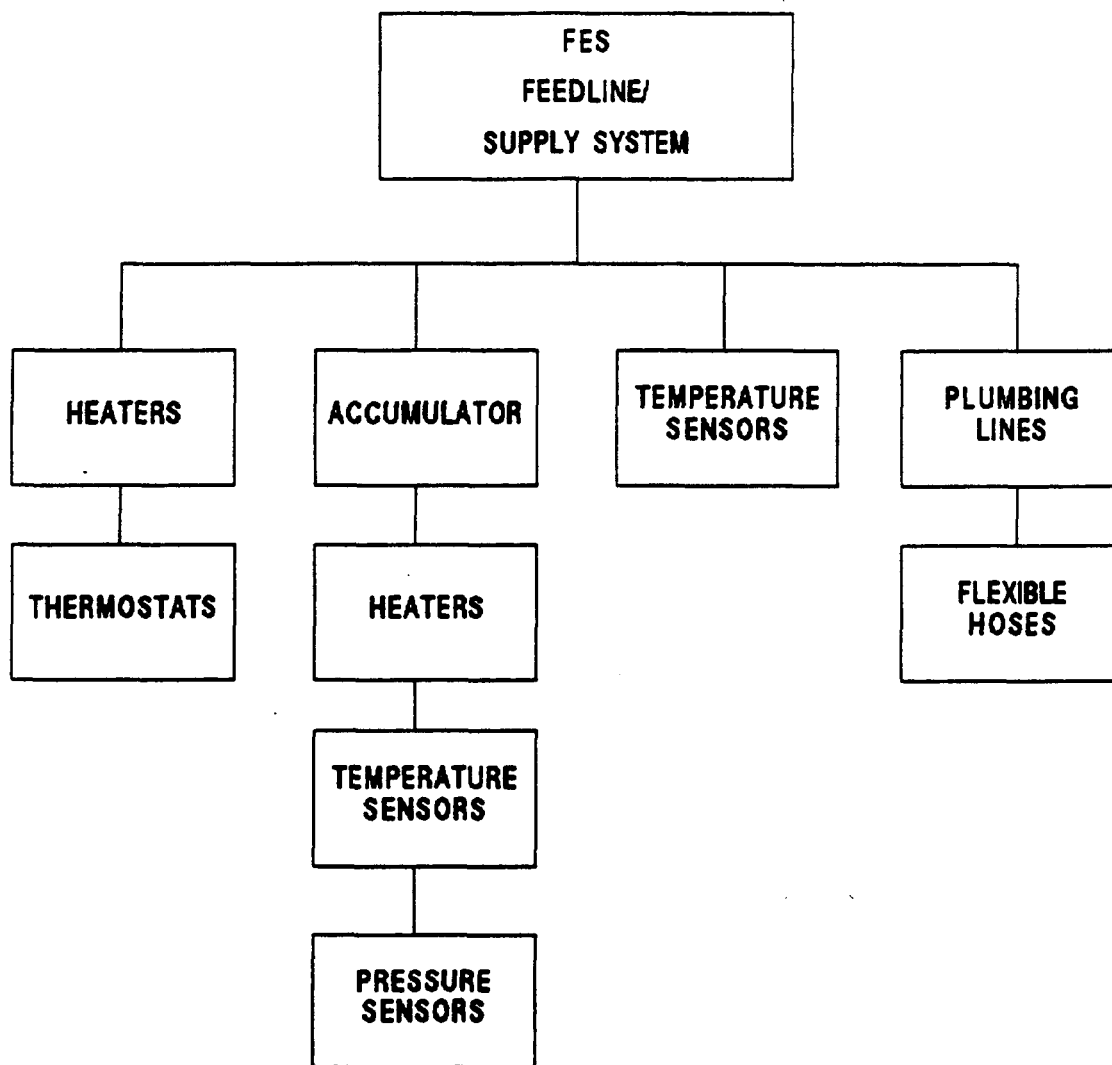 FES
FEEDLINE/
SUPPLY SYSTEM
HEATERS
ACCUMULATOR
TEMPERATURE
SENSORS
PLUMBING
LINES
THERMOSTATS
HEATERS
FLEXIBLE
HOSES
TEMPERATURE
SENSORS
PRESSURE
SENSORS